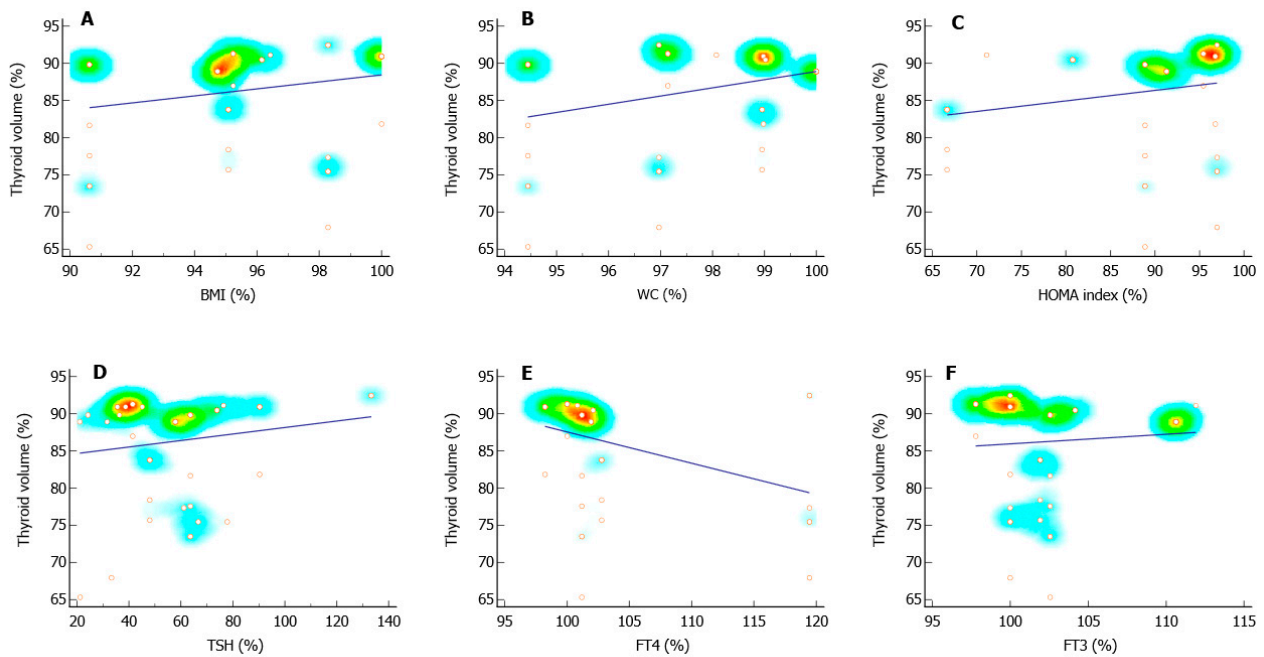 A
95
90
85
80
75
70
65
Thyroid volume (%)
90 92 94 96 98 100
BMI (%)
B
95
90
85
80
75
70
65
Thyroid volume (%)
94 95 96 97 98 99 100
WC (%)
C
95
90
85
80
75
70
65
Thyroid volume (%)
65 70 75 80 85 90 95 100
HOMA index (%)
D
95
90
85
80
75
70
65
Thyroid volume (%)
20 40 60 80 100 120 140
TSH (%)
E
95
90
85
80
75
70
65
Thyroid volume (%)
95 100 105 110 115 120
FT4 (%)
F
95
90
85
80
75
70
65
Thyroid volume (%)
95 100 105 110 115
FT3 (%)